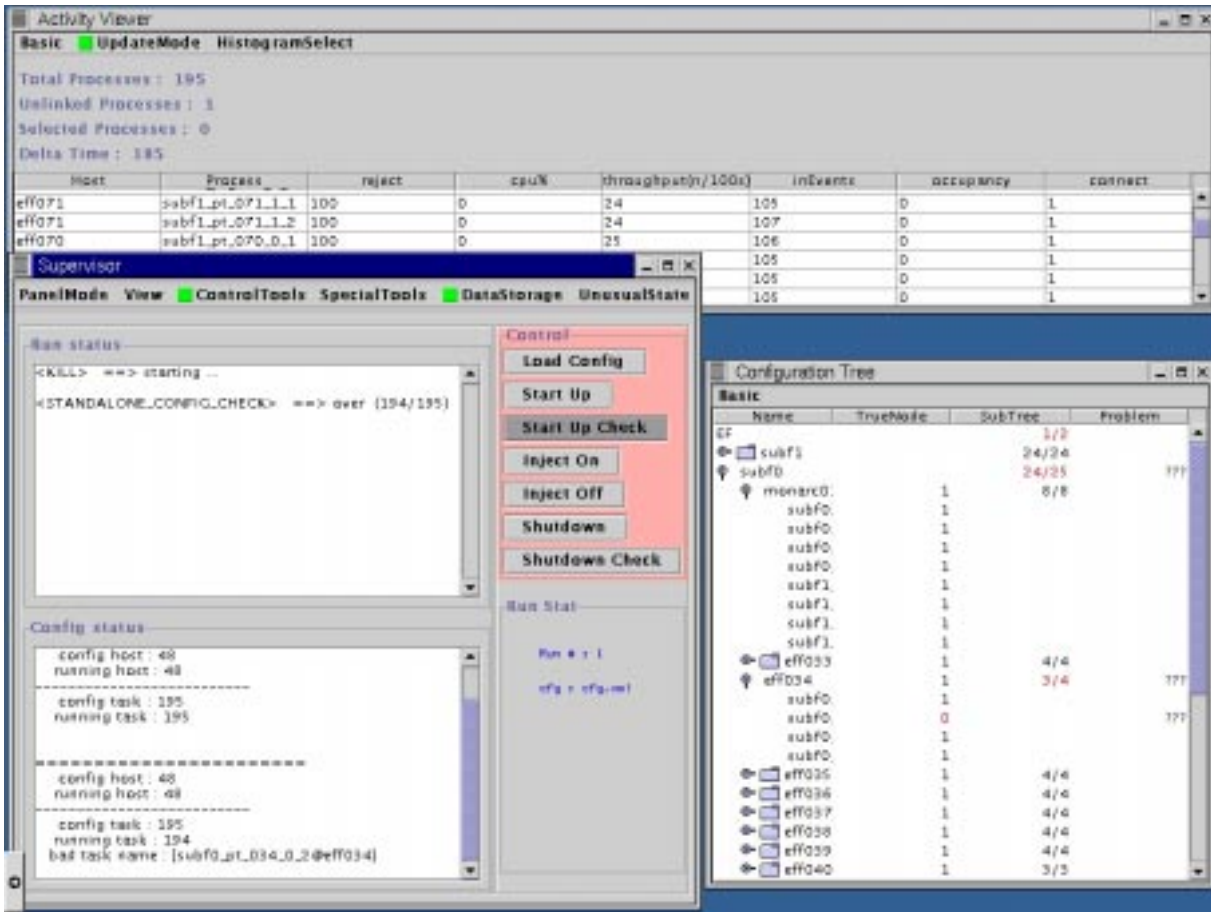 Activity Viewer
Basic UpdateMode HistogramSelect
Total Processes : 195
Unlinked Processes : 1
Selected Processes : 0
Delta Time : 185
Host Process reject cpu% throughput(n/100s) inEvents occupancy connect
eff071 subf1_pt_071_1_1 100 0 24 105 0 1
eff071 subf1_pt_071_1_2 100 0 24 107 0 1
eff070 subf1_pt_070_0_1 100 0 25 106 0 1
105 0 1
105 0 1
105 0 1
Supervisor
PanelMode View ControlTools SpecialTools DataStorage UnusualState
Run status
<KILL> ==> starting ...
<STANDALONE_CONFIG_CHECK> ==> over (194/195)
Control
Load Config
Start Up
Start Up Check
Inject On
Inject Off
Shutdown
Shutdown Check
Config status
config host : 48
running host : 48
------------------------
config task : 195
running task : 195
========================
config host : 48
running host : 48
------------------------
config task : 195
running task : 194
bad task name : [subf0_pt_034_0_2@eff034]
Run Stat
Run # : 1
cfg : cfg.xml
Configuration Tree
Basic
Name TrueNode SubTree Problem
EF 1/2
subf1 24/24
subf0 24/25 ???
monarc0. 1 8/8
subf0. 1
subf0. 1
subf0. 1
subf0. 1
subf1. 1
subf1. 1
subf1. 1
subf1. 1
eff033 1 4/4
eff034 1 3/4 ???
subf0. 1
subf0. 0 ???
subf0. 1
subf0. 1
eff035 1 4/4
eff036 1 4/4
eff037 1 4/4
eff038 1 4/4
eff039 1 4/4
eff040 1 3/3